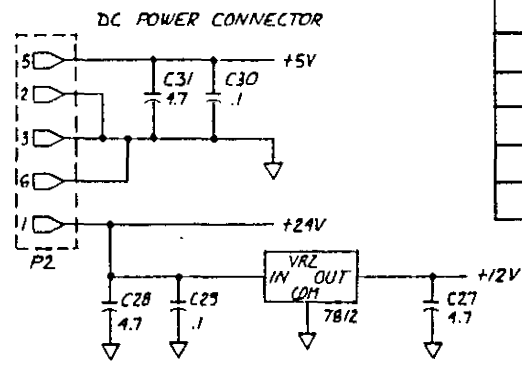 DC POWER CONNECTOR
5
+5V
C31
4.7
C30
.1
2
3
6
1
+24V
P2
VR2
IN OUT
COM
7812
+12V
C28
4.7
C29
.1
C27
4.7